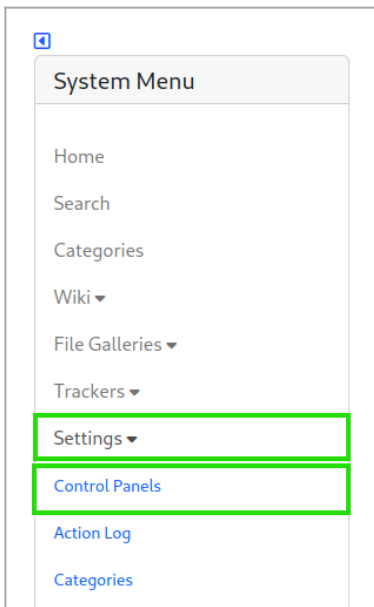 System Menu
Home
Search
Categories
Wiki
File Galleries
Trackers
Settings
Control Panels
Action Log
Categories